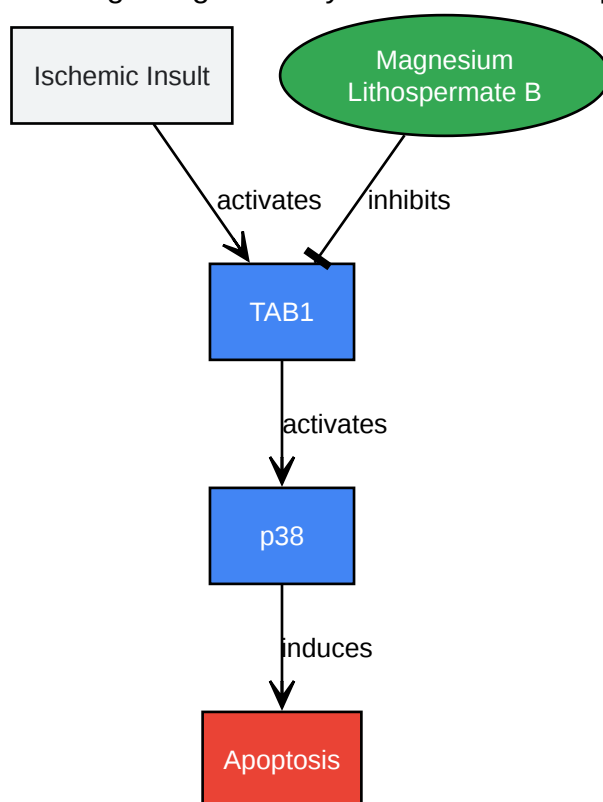 Ischemic Insult
Magnesium
Lithospermate B
activates
inhibits
TAB1
activates
p38
induces
Apoptosis